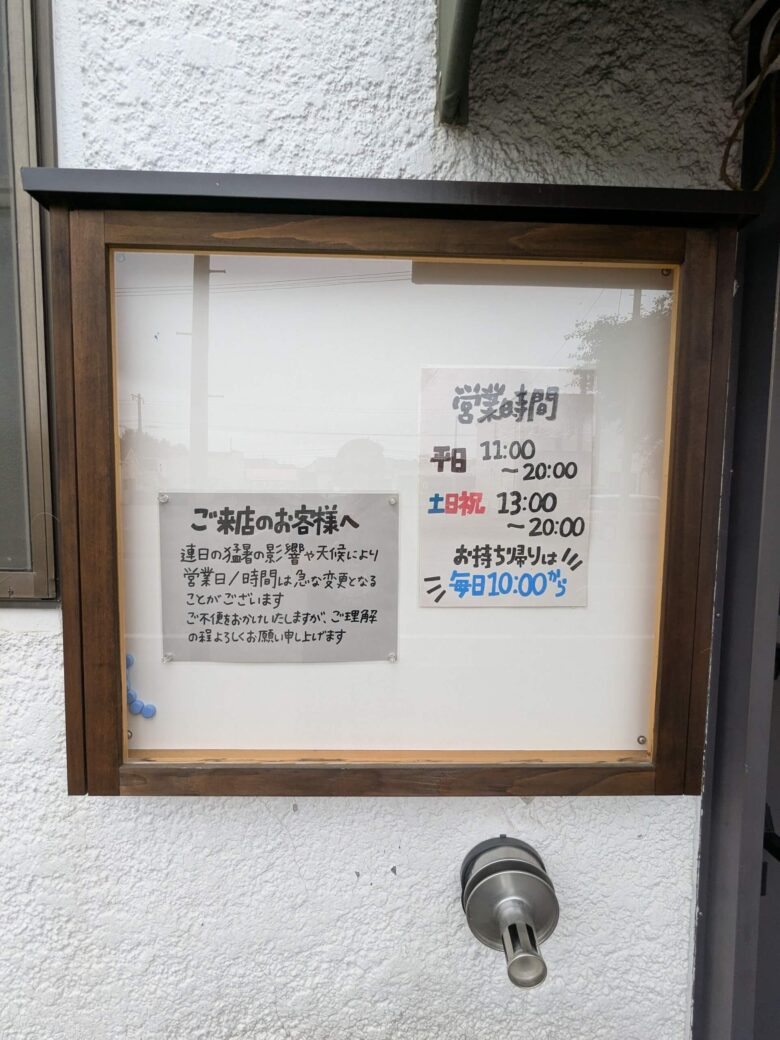 ご来店のお客様へ
連日の猛暑の影響や天候により
営業日/時間は急な変更となる
ことがございます
ご不便をおかけいたしますが、ご理解
の程よろしくお願い申し上げます
営業時間
平日 11:00
～20:00
土日祝 13:00
～20:00
お持ち帰りは
毎日10:00から